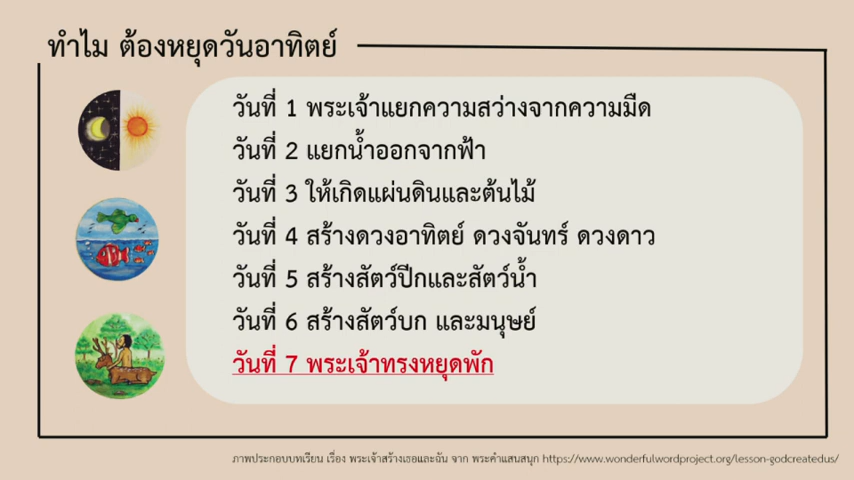 ทำไม ต้องหยุดวันอาทิตย์
วันที่ 1 พระเจ้าแยกความสว่างจากความมืด
วันที่ 2 แยกน้ำออกจากฟ้า
วันที่ 3 ให้เกิดแผ่นดินและต้นไม้
วันที่ 4 สร้างดวงอาทิตย์ ดวงจันทร์ ดวงดาว
วันที่ 5 สร้างสัตว์ปีกและสัตว์น้ำ
วันที่ 6 สร้างสัตว์บก และมนุษย์
วันที่ 7 พระเจ้าทรงหยุดพัก
ภาพประกอบบทเรียน เรื่อง พระเจ้าสร้างเธอและฉัน จาก พระคำแสนสนุก https://www.wonderfulwordproject.org/lesson-godcreatedus/